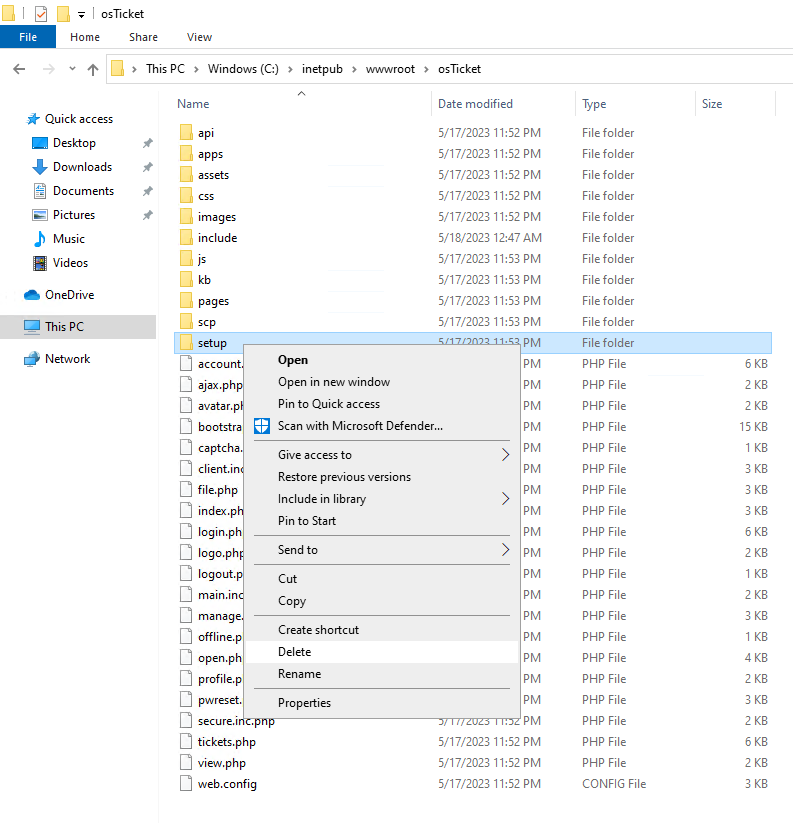 osTicket
File Home Share View
This PC Windows (C:) inetpub wwwroot osTicket
Name Date modified Type Size
Quick access
Desktop
Downloads
Documents
Pictures
Music
Videos
OneDrive
This PC
Network
api 5/17/2023 11:52 PM File folder
apps 5/17/2023 11:52 PM File folder
assets 5/17/2023 11:52 PM File folder
css 5/17/2023 11:52 PM File folder
images 5/17/2023 11:52 PM File folder
include 5/18/2023 12:47 AM File folder
js 5/17/2023 11:53 PM File folder
kb 5/17/2023 11:53 PM File folder
pages 5/17/2023 11:53 PM File folder
scp 5/17/2023 11:53 PM File folder
setup 5/17/2023 11:53 PM File folder
account. PM PHP File 6 KB
ajax.php PM PHP File 2 KB
avatar.ph PM PHP File 2 KB
bootstra PM PHP File 15 KB
captcha. PM PHP File 1 KB
client.inc PM PHP File 3 KB
file.php PM PHP File 3 KB
index.ph PM PHP File 3 KB
login.ph PM PHP File 6 KB
logo.php PM PHP File 2 KB
logout.p PM PHP File 1 KB
main.inc PM PHP File 2 KB
manage. PM PHP File 3 KB
offline.p PM PHP File 1 KB
open.ph PM PHP File 4 KB
profile.p PM PHP File 2 KB
pwreset. PM PHP File 3 KB
secure.inc.php 5/17/2023 11:52 PM PHP File 2 KB
tickets.php 5/17/2023 11:52 PM PHP File 6 KB
view.php 5/17/2023 11:52 PM PHP File 2 KB
web.config 5/17/2023 11:52 PM CONFIG File 3 KB
Open
Open in new window
Pin to Quick access
Scan with Microsoft Defender...
Give access to
Restore previous versions
Include in library
Pin to Start
Send to
Cut
Copy
Create shortcut
Delete
Rename
Properties